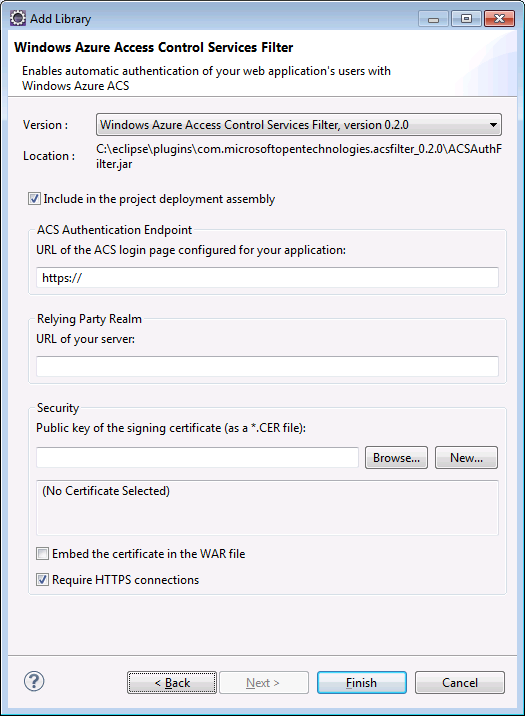 Add Library
Windows Azure Access Control Services Filter
Enables automatic authentication of your web application's users with
Windows Azure ACS
Version :
Windows Azure Access Control Services Filter, version 0.2.0
Location :
C:\eclipse\plugins\com.microsoftopentechnologies.acsfilter_0.2.0\ACSAuthF
ilter.jar
Include in the project deployment assembly
ACS Authentication Endpoint
URL of the ACS login page configured for your application:
https://
Relying Party Realm
URL of your server:
Security
Public key of the signing certificate (as a *.CER file):
Browse...
New...
(No Certificate Selected)
Embed the certificate in the WAR file
Require HTTPS connections
?
< Back
Next >
Finish
Cancel